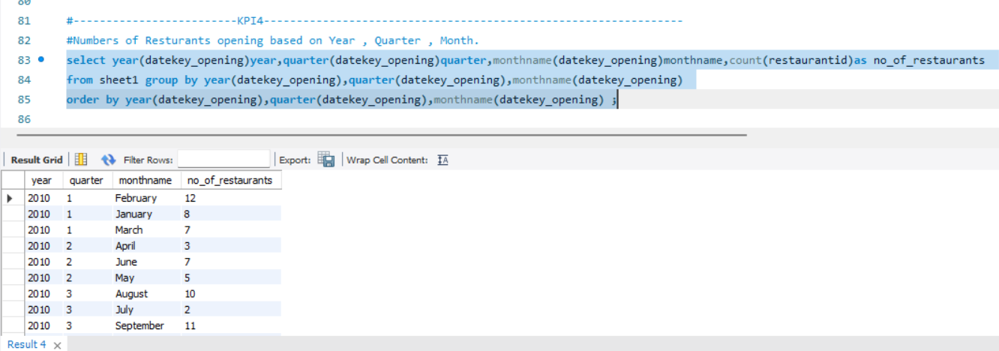 80
81 #-------------------------KPI4----------------------------------------------------------------
82 #Numbers of Resturants opening based on Year , Quarter , Month.
83 select year(datekey_opening)year,quarter(datekey_opening)quarter,monthname(datekey_opening)monthname,count(restaurantid)as no_of_restaurants
84 from sheet1 group by year(datekey_opening),quarter(datekey_opening),monthname(datekey_opening)
85 order by year(datekey_opening),quarter(datekey_opening),monthname(datekey_opening) ;
86
Result Grid Filter Rows: Export: Wrap Cell Content: IA
year quarter monthname no_of_restaurants
2010 1 February 12
2010 1 January 8
2010 1 March 7
2010 2 April 3
2010 2 June 7
2010 2 May 5
2010 3 August 10
2010 3 July 2
2010 3 September 11
Result 4 ×